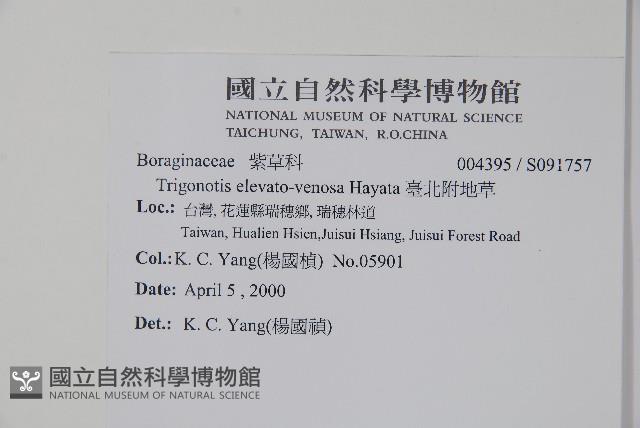 國立自然科學博物館
NATIONAL MUSEUM OF NATURAL SCIENCE
TAICHUNG, TAIWAN, R.O.CHINA
Boraginaceae 紫草科 004395 / S091757
Trigonotis elevato-venosa Hayata 臺北附地草
Loc.: 台灣, 花蓮縣瑞穗鄉, 瑞穗林道
Taiwan, Hualien Hsien,Juisui Hsiang, Juisui Forest Road
Col.: K. C. Yang(楊國楨) No.05901
Date: April 5 , 2000
Det.: K. C. Yang(楊國禎)
國立自然科學博物館
NATIONAL MUSEUM OF NATURAL SCIENCE